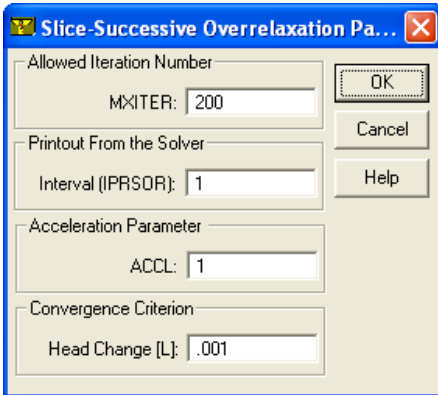 Slice-Successive Overrelaxation Pa...
Allowed Iteration Number
MXITER: 200
OK
Printout From the Solver
Cancel
Interval (IPRSOR): 1
Help
Acceleration Parameter
ACCL: 1
Convergence Criterion
Head Change [L]: .001